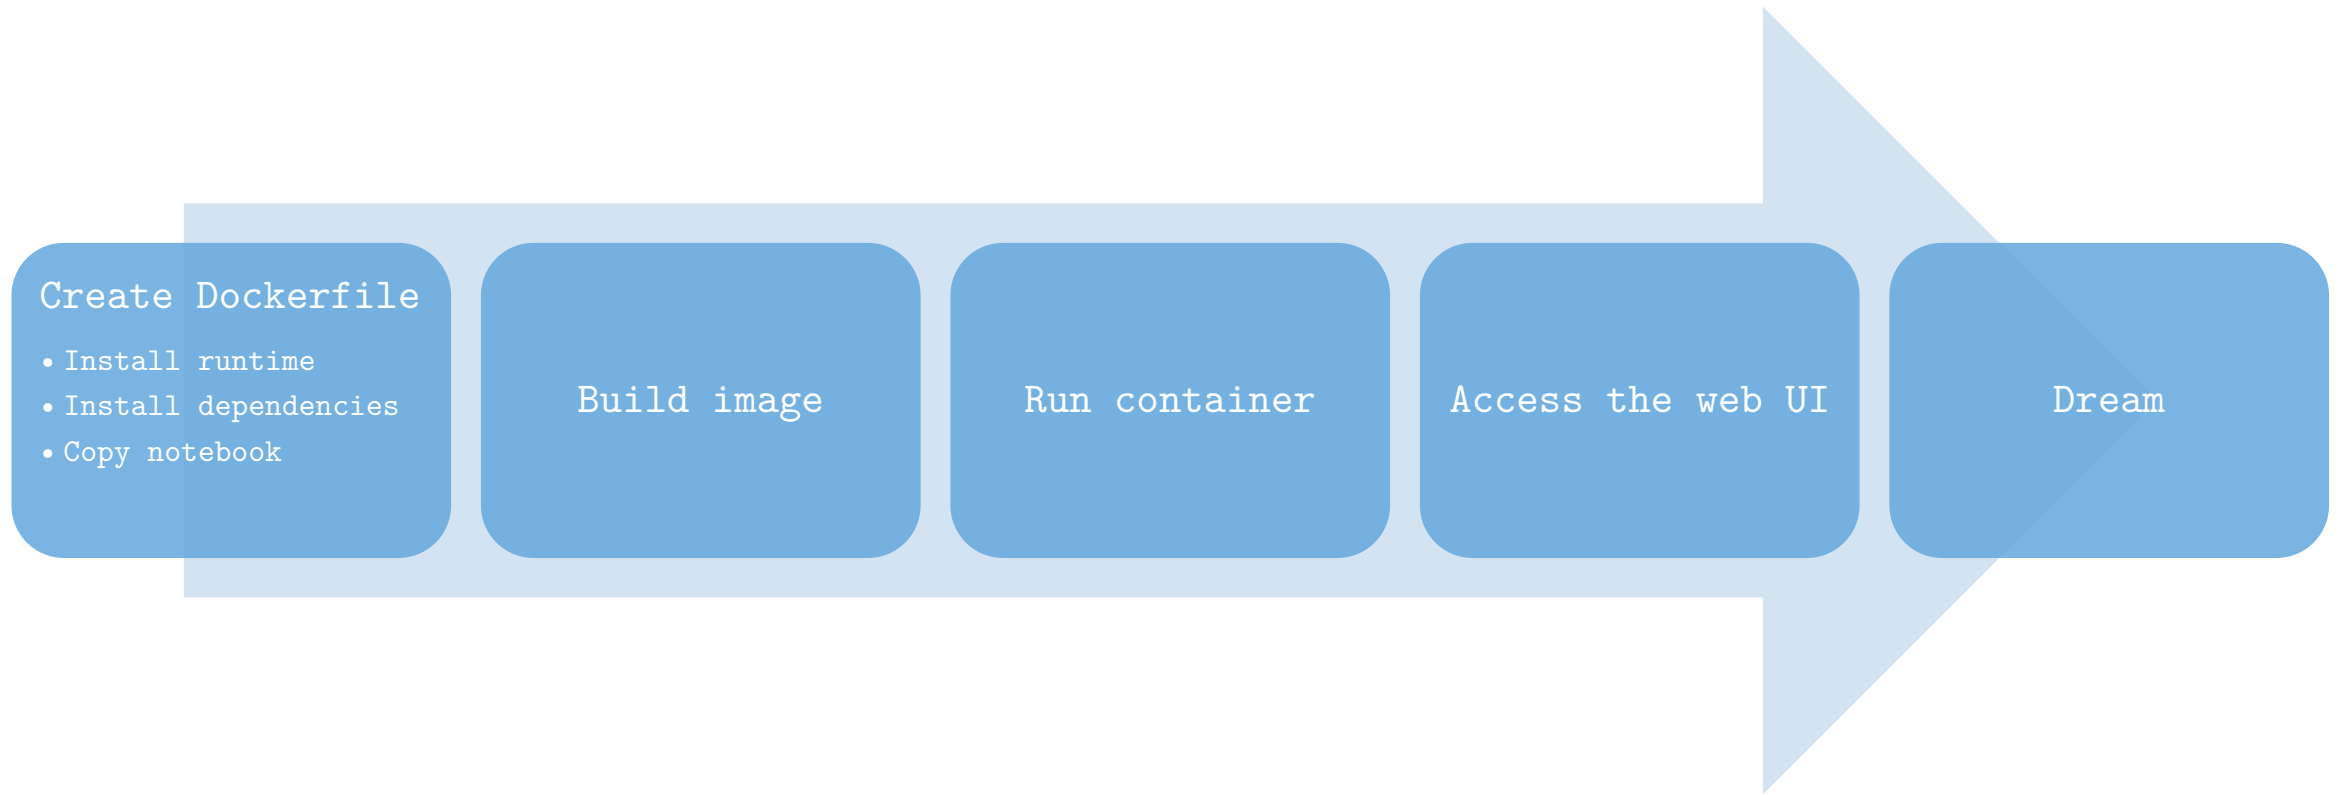 Create Dockerfile
• Install runtime
• Install dependencies
• Copy notebook
Build image
Run container
Access the web UI
Dream